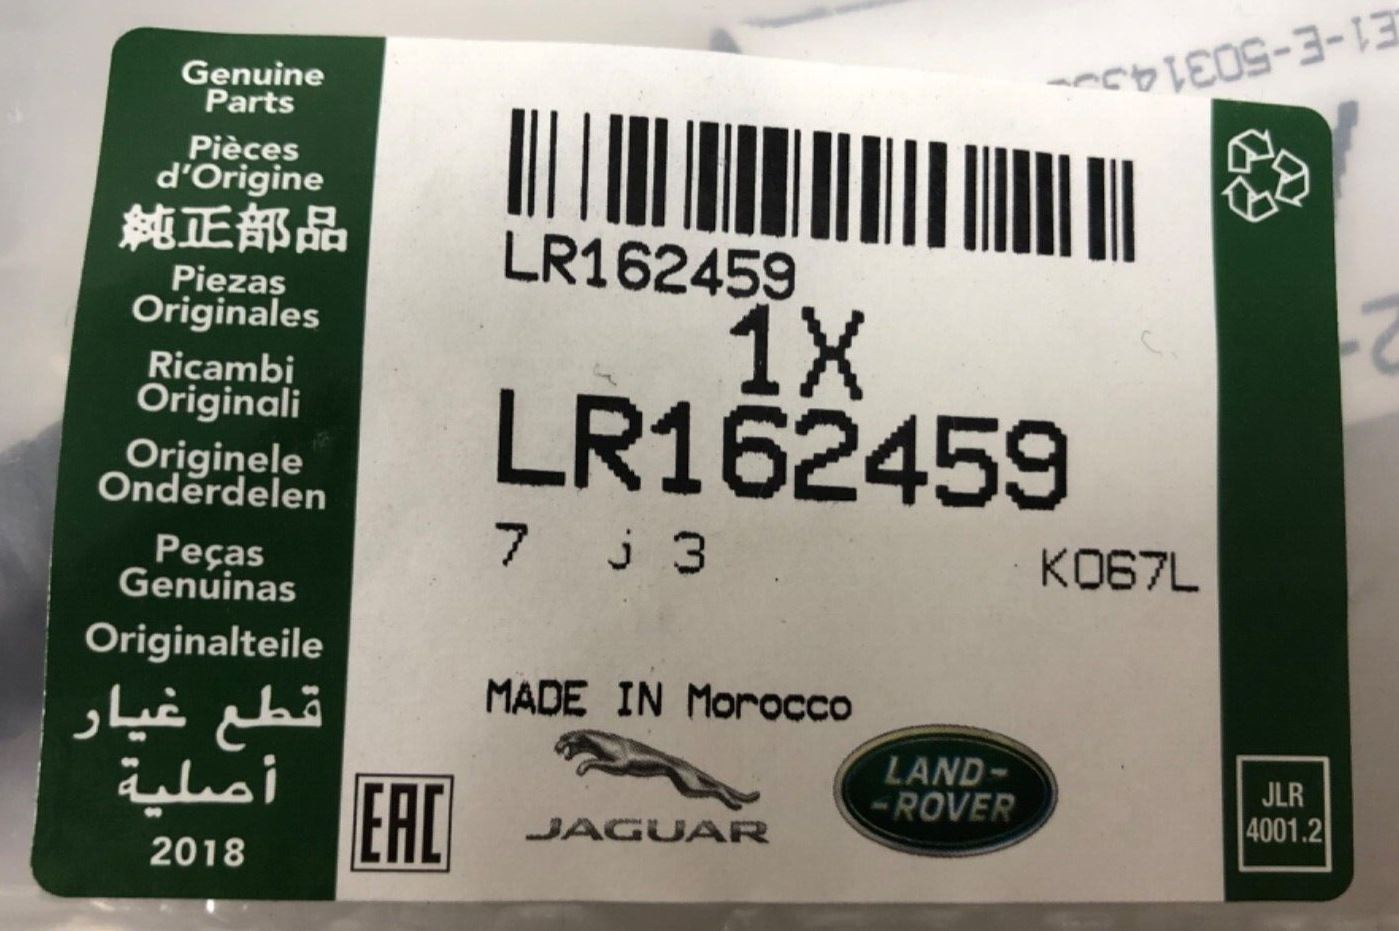 Genuine
Parts
Pièces
d'Origine
純正部品
Piezas
Originales
Ricambi
Originali
Originele
Onderdelen
Peças
Genuinas
Originalteile
قطع غيار
أصلية
2018
EAC
LR162459
1X
LR162459
7 j 3
K067L
MADE IN Morocco
JAGUAR
LAND-
-ROVER
JLR
4001.2